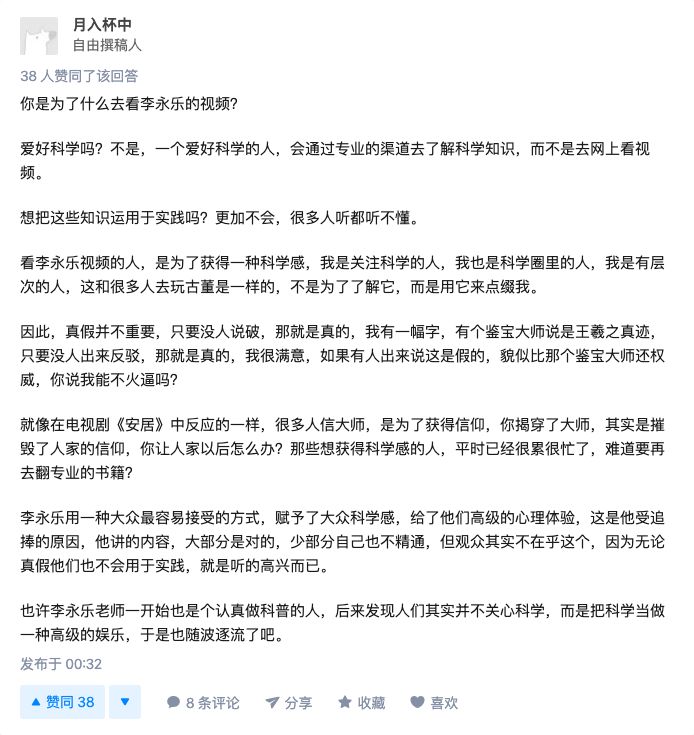 月入杯中
自由撰稿人
38 人赞同了该回答
你是为了什么去看李永乐的视频？
爱好科学吗？不是，一个爱好科学的人，会通过专业的渠道去了解科学知识，而不是去网上看视
频。
想把这些知识运用于实践吗？更加不会，很多人听都听不懂。
看李永乐视频的人，是为了获得一种科学感，我是关注科学的人，我也是科学圈里的人，我是有层
次的人，这和很多人去玩古董是一样的，不是为了了解它，而是用它来点缀我。
因此，真假并不重要，只要没人说破，那就是真的，我有一幅字，有个鉴宝大师说是王羲之真迹，
只要没人出来反驳，那就是真的，我很满意，如果有人出来说这是假的，貌似比那个鉴宝大师还权
威，你说我能不火逼吗？
就像在电视剧《安居》中反应的一样，很多人信大师，是为了获得信仰，你揭穿了大师，其实是摧
毁了人家的信仰，你让人家以后怎么办？那些想获得科学感的人，平时已经很累很忙了，难道要再
去翻专业的书籍？
李永乐用一种大众最容易接受的方式，赋予了大众科学感，给了他们高级的心理体验，这是他受追
捧的原因，他讲的内容，大部分是对的，少部分自己也不精通，但观众其实不在乎这个，因为无论
真假他们也不会用于实践，就是听的高兴而已。
也许李永乐老师一开始也是个认真做科普的人，后来发现人们其实并不关心科学，而是把科学当做
一种高级的娱乐，于是也随波逐流了吧。
发布于 00:32
赞同 38 8 条评论 分享 收藏 喜欢